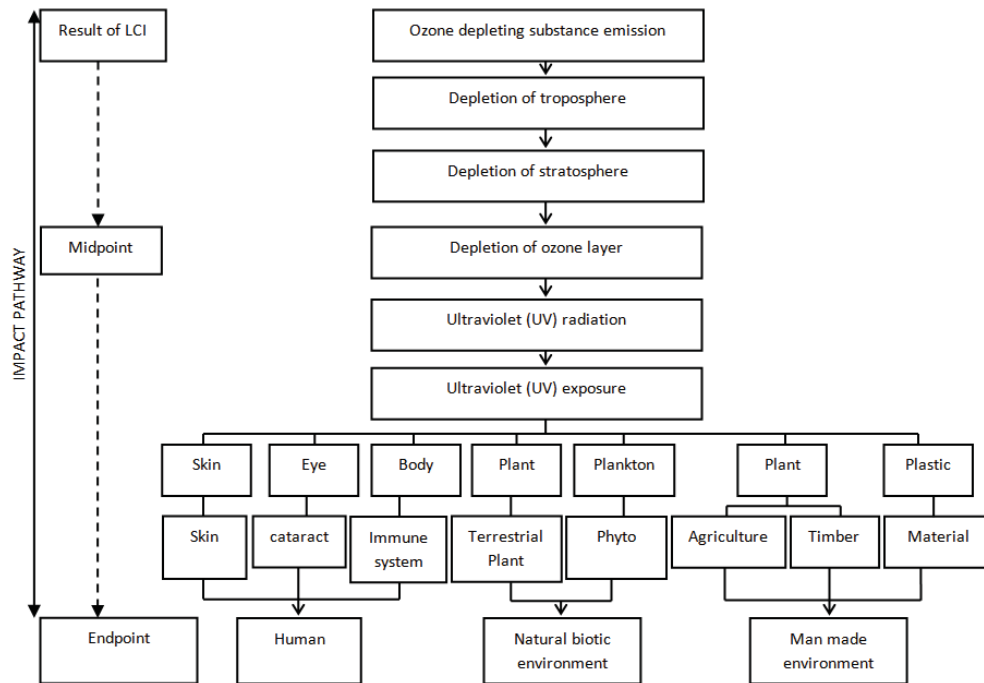 Result of LCI
Ozone depleting substance emission
Depletion of troposphere
Depletion of stratosphere
Midpoint
Depletion of ozone layer
IMPACT PATHWAY
Ultraviolet (UV) radiation
Ultraviolet (UV) exposure
Skin
Eye
Body
Plant
Plankton
Plant
Plastic
Skin
cataract
Immune
system
Terrestrial
Plant
Phyto
Agriculture
Timber
Material
Endpoint
Human
Natural biotic
environment
Man made
environment